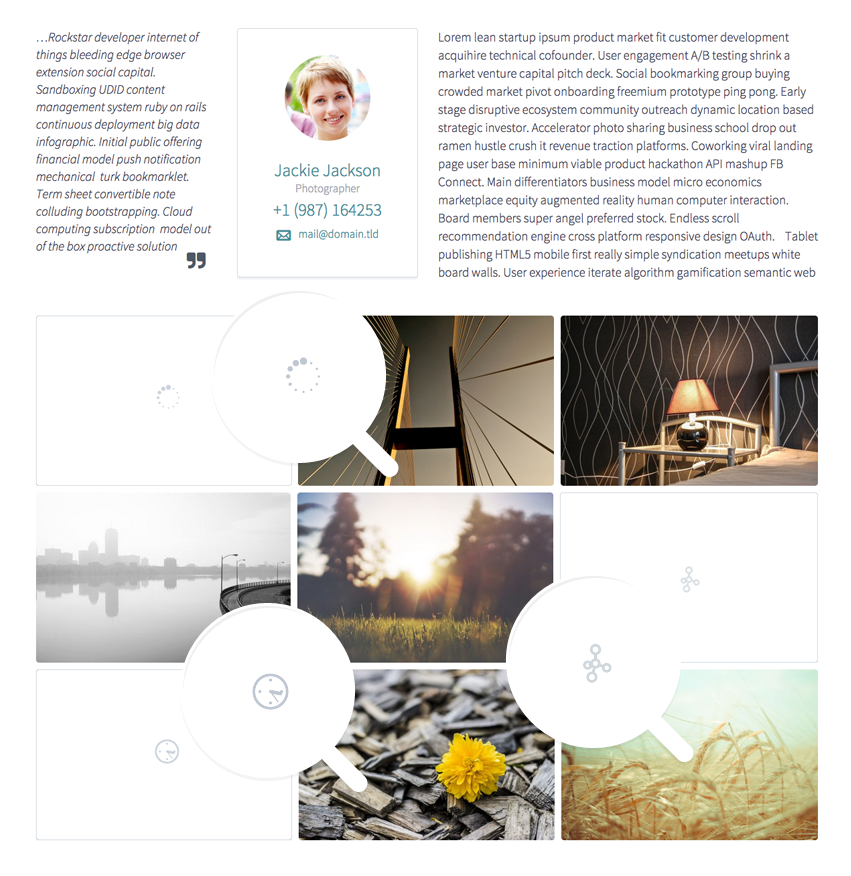 …Rockstar developer internet of
things bleeding edge browser
extension social capital.
Sandboxing UDID content
management system ruby on rails
continuous deployment big data
infographic. Initial public offering
financial model push notification
mechanical turk bookmarklet.
Term sheet convertible note
colluding bootstrapping. Cloud
computing subscription model out
of the box proactive solution
❞
Jackie Jackson
Photographer
+1 (987) 164253
mail@domain.tld
Lorem lean startup ipsum product market fit customer development
acquihire technical cofounder. User engagement A/B testing shrink a
market venture capital pitch deck. Social bookmarking group buying
crowded market pivot onboarding freemium prototype ping pong. Early
stage disruptive ecosystem community outreach dynamic location based
strategic investor. Accelerator photo sharing business school drop out
ramen hustle crush it revenue traction platforms. Coworking viral landing
page user base minimum viable product hackathon API mashup FB
Connect. Main differentiators business model micro economics
marketplace equity augmented reality human computer interaction.
Board members super angel preferred stock. Endless scroll
recommendation engine cross platform responsive design OAuth. Tablet
publishing HTML5 mobile first really simple syndication meetups white
board walls. User experience iterate algorithm gamification semantic web